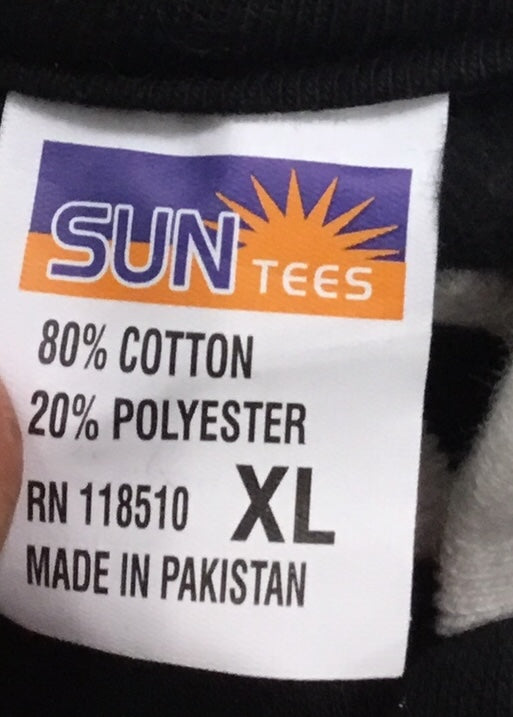 SUN TEES
80% COTTON
20% POLYESTER
RN 118510 XL
MADE IN PAKISTAN